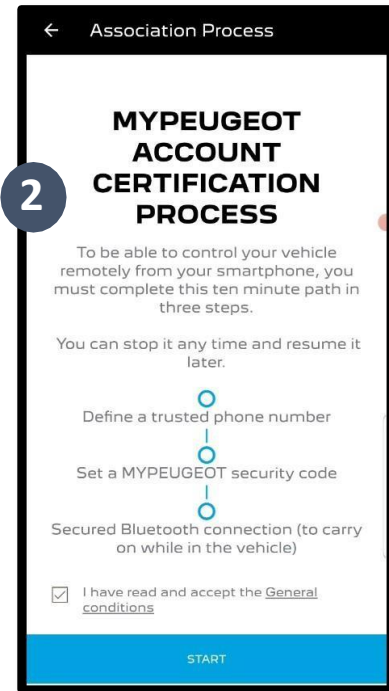 Association Process
MYPEUGEOT
ACCOUNT
CERTIFICATION
PROCESS
2
To be able to control your vehicle
remotely from your smartphone, you
must complete this ten minute path in
three steps.
You can stop it any time and resume it
later.
Define a trusted phone number
Set a MYPEUGEOT security code
Secured Bluetooth connection (to carry
on while in the vehicle)
I have read and accept the General
conditions
START